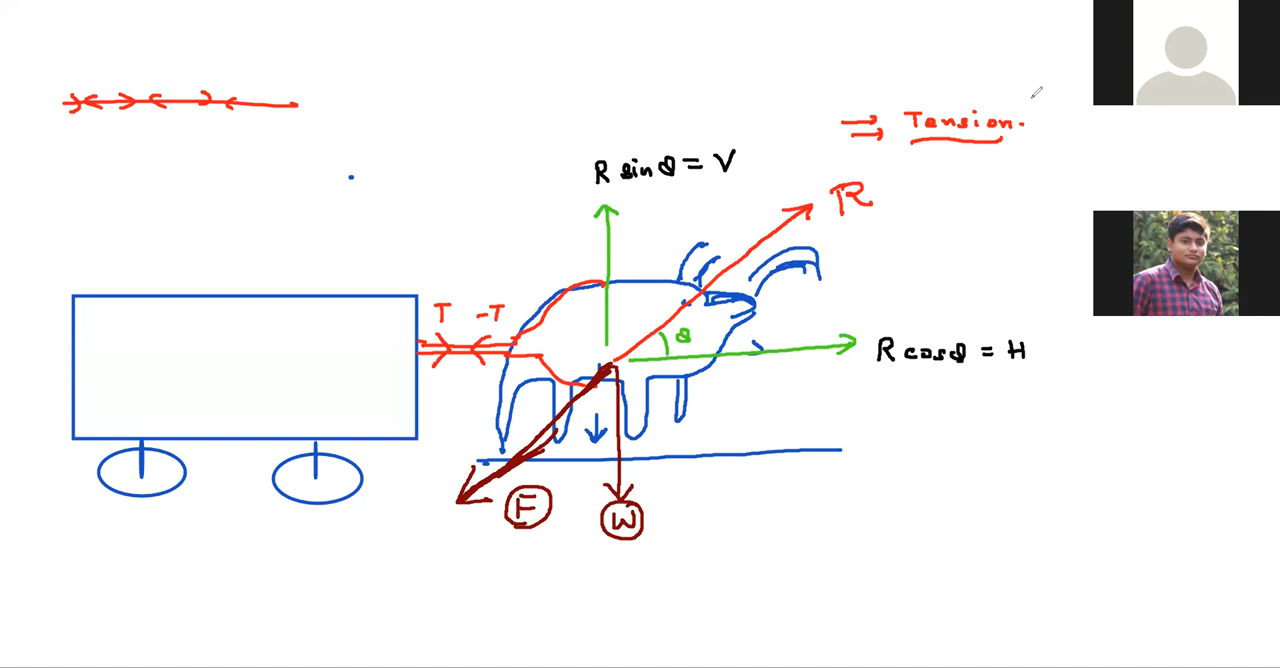 ⇒ Tension.
R sinθ = V
R
T -T
θ
R cosθ = H
F
W